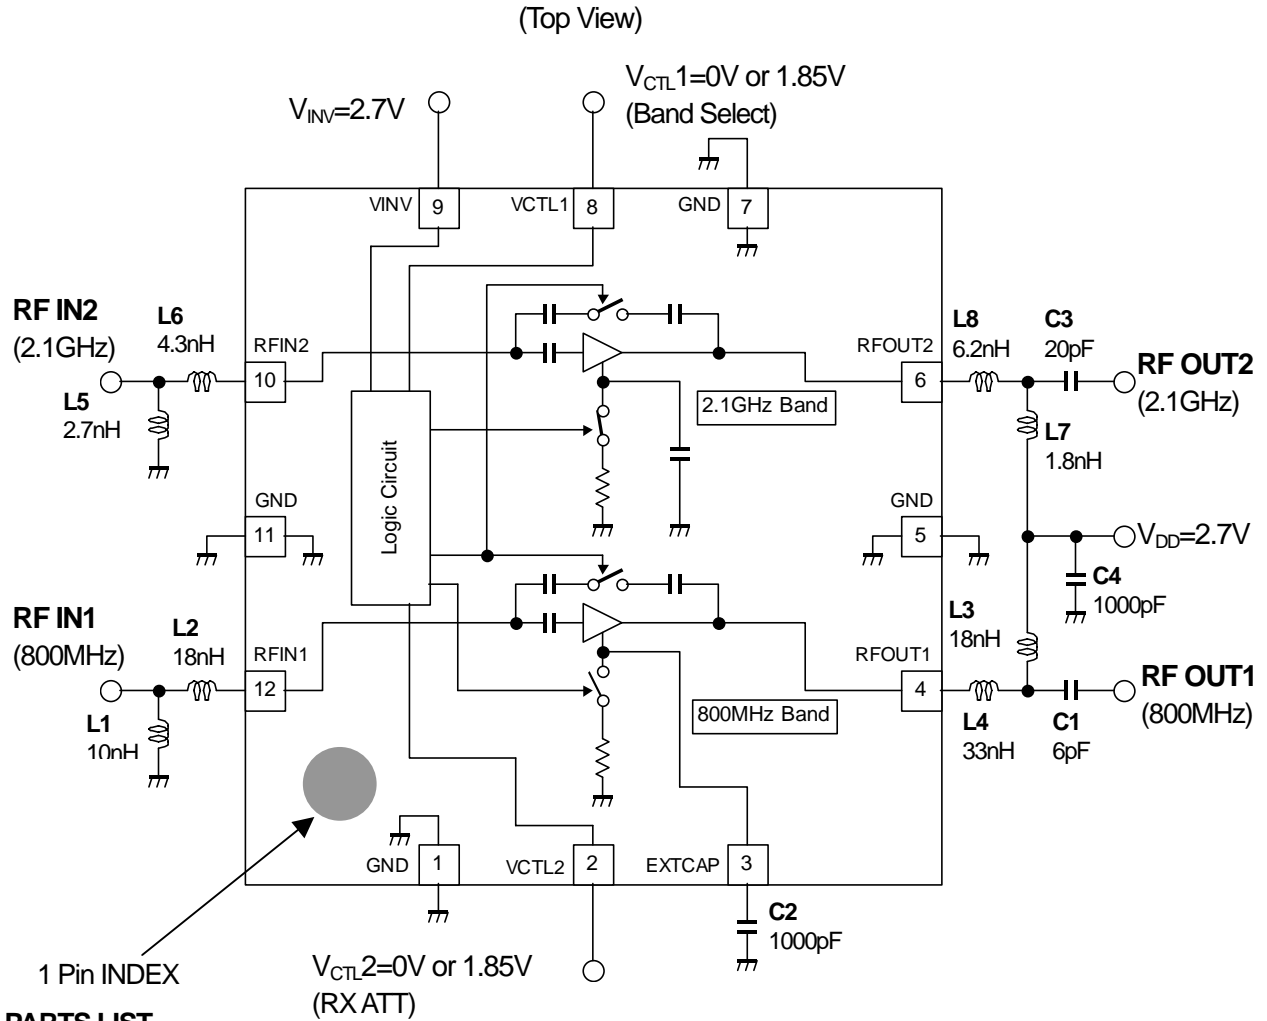 (Top View)
VCTL1=0V or 1.85V
(Band Select)
VINV=2.7V
VINV
9
VCTL1
8
GND
7
RF IN2
(2.1GHz)
L6
4.3nH
RFIN2
10
L5
2.7nH
RFOUT2
6
L8
6.2nH
C3
20pF
RF OUT2
(2.1GHz)
2.1GHz Band
L7
1.8nH
Logic Circuit
GND
11
GND
5
VDD=2.7V
C4
1000pF
RF IN1
(800MHz)
L2
18nH
RFIN1
12
L1
10nH
L3
18nH
RFOUT1
4
RF OUT1
(800MHz)
L4
33nH
C1
6pF
800MHz Band
GND
1
VCTL2
2
EXTCAP
3
C2
1000pF
1 Pin INDEX
VCTL2=0V or 1.85V
(RX ATT)
PARTS LIST